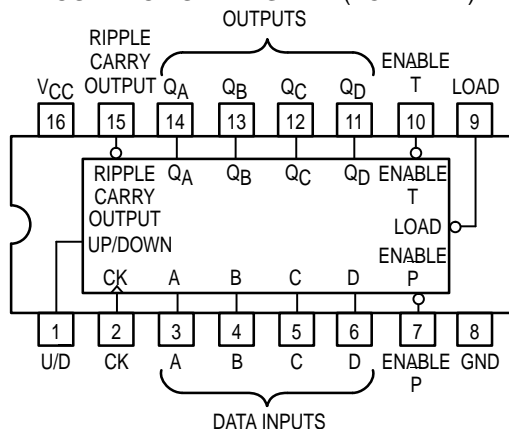 OUTPUTS
RIPPLE CARRY OUTPUT
VCC
QA QB QC QD
ENABLE T
LOAD
16 15 14 13 12 11 10 9
RIPPLE CARRY OUTPUT
QA QB QC QD
ENABLE T
LOAD
UP/DOWN
ENABLE P
CK A B C D
1 2 3 4 5 6 7 8
U/D CK A B C D ENABLE P GND
DATA INPUTS